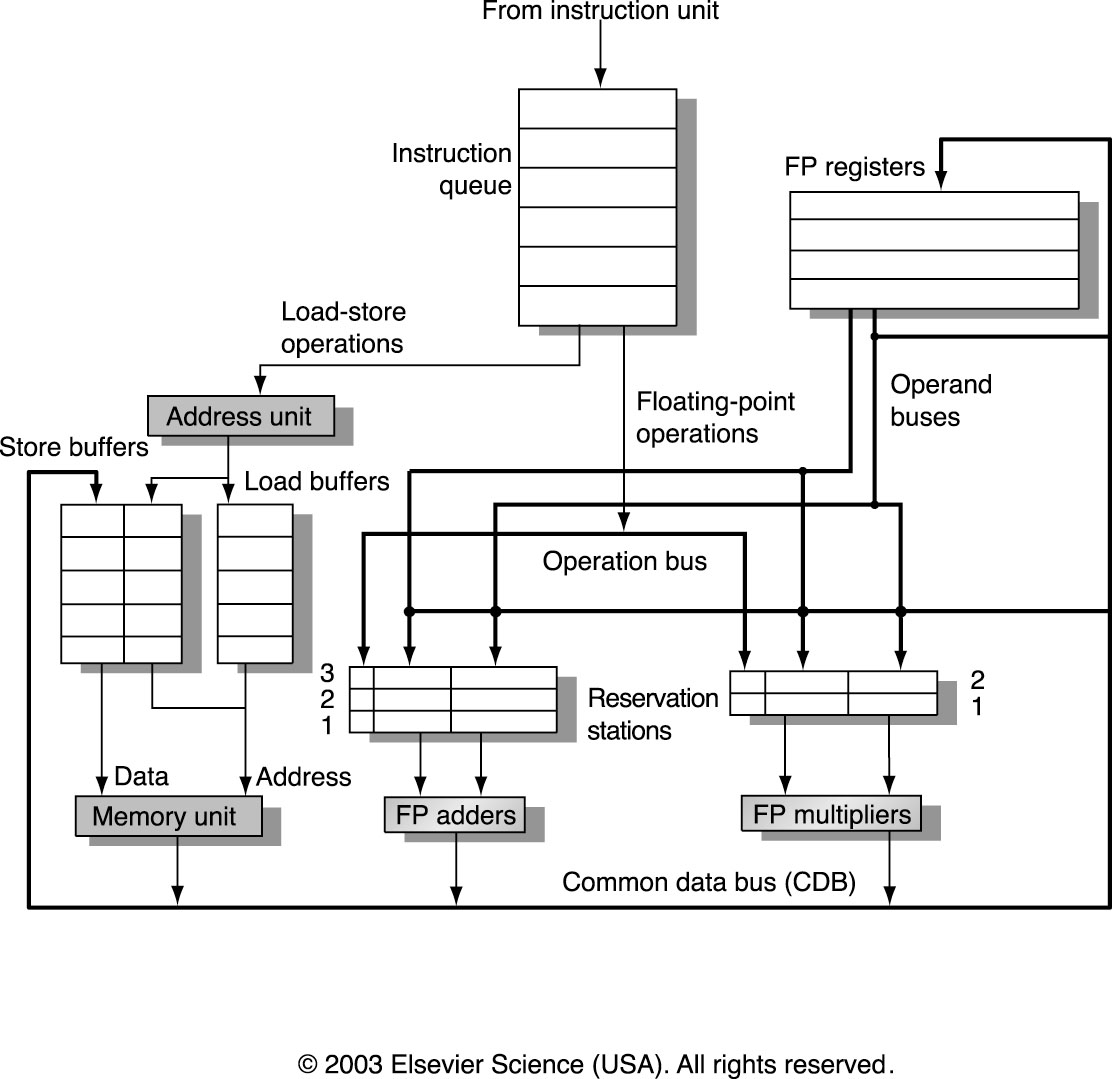 From instruction unit
Instruction
queue
FP registers
Load-store
operations
Address unit
Floating-point
operations
Operand
buses
Store buffers
Load buffers
Operation bus
3
2
1
Reservation
stations
2
1
Data
Address
Memory unit
FP adders
FP multipliers
Common data bus (CDB)
© 2003 Elsevier Science (USA). All rights reserved.